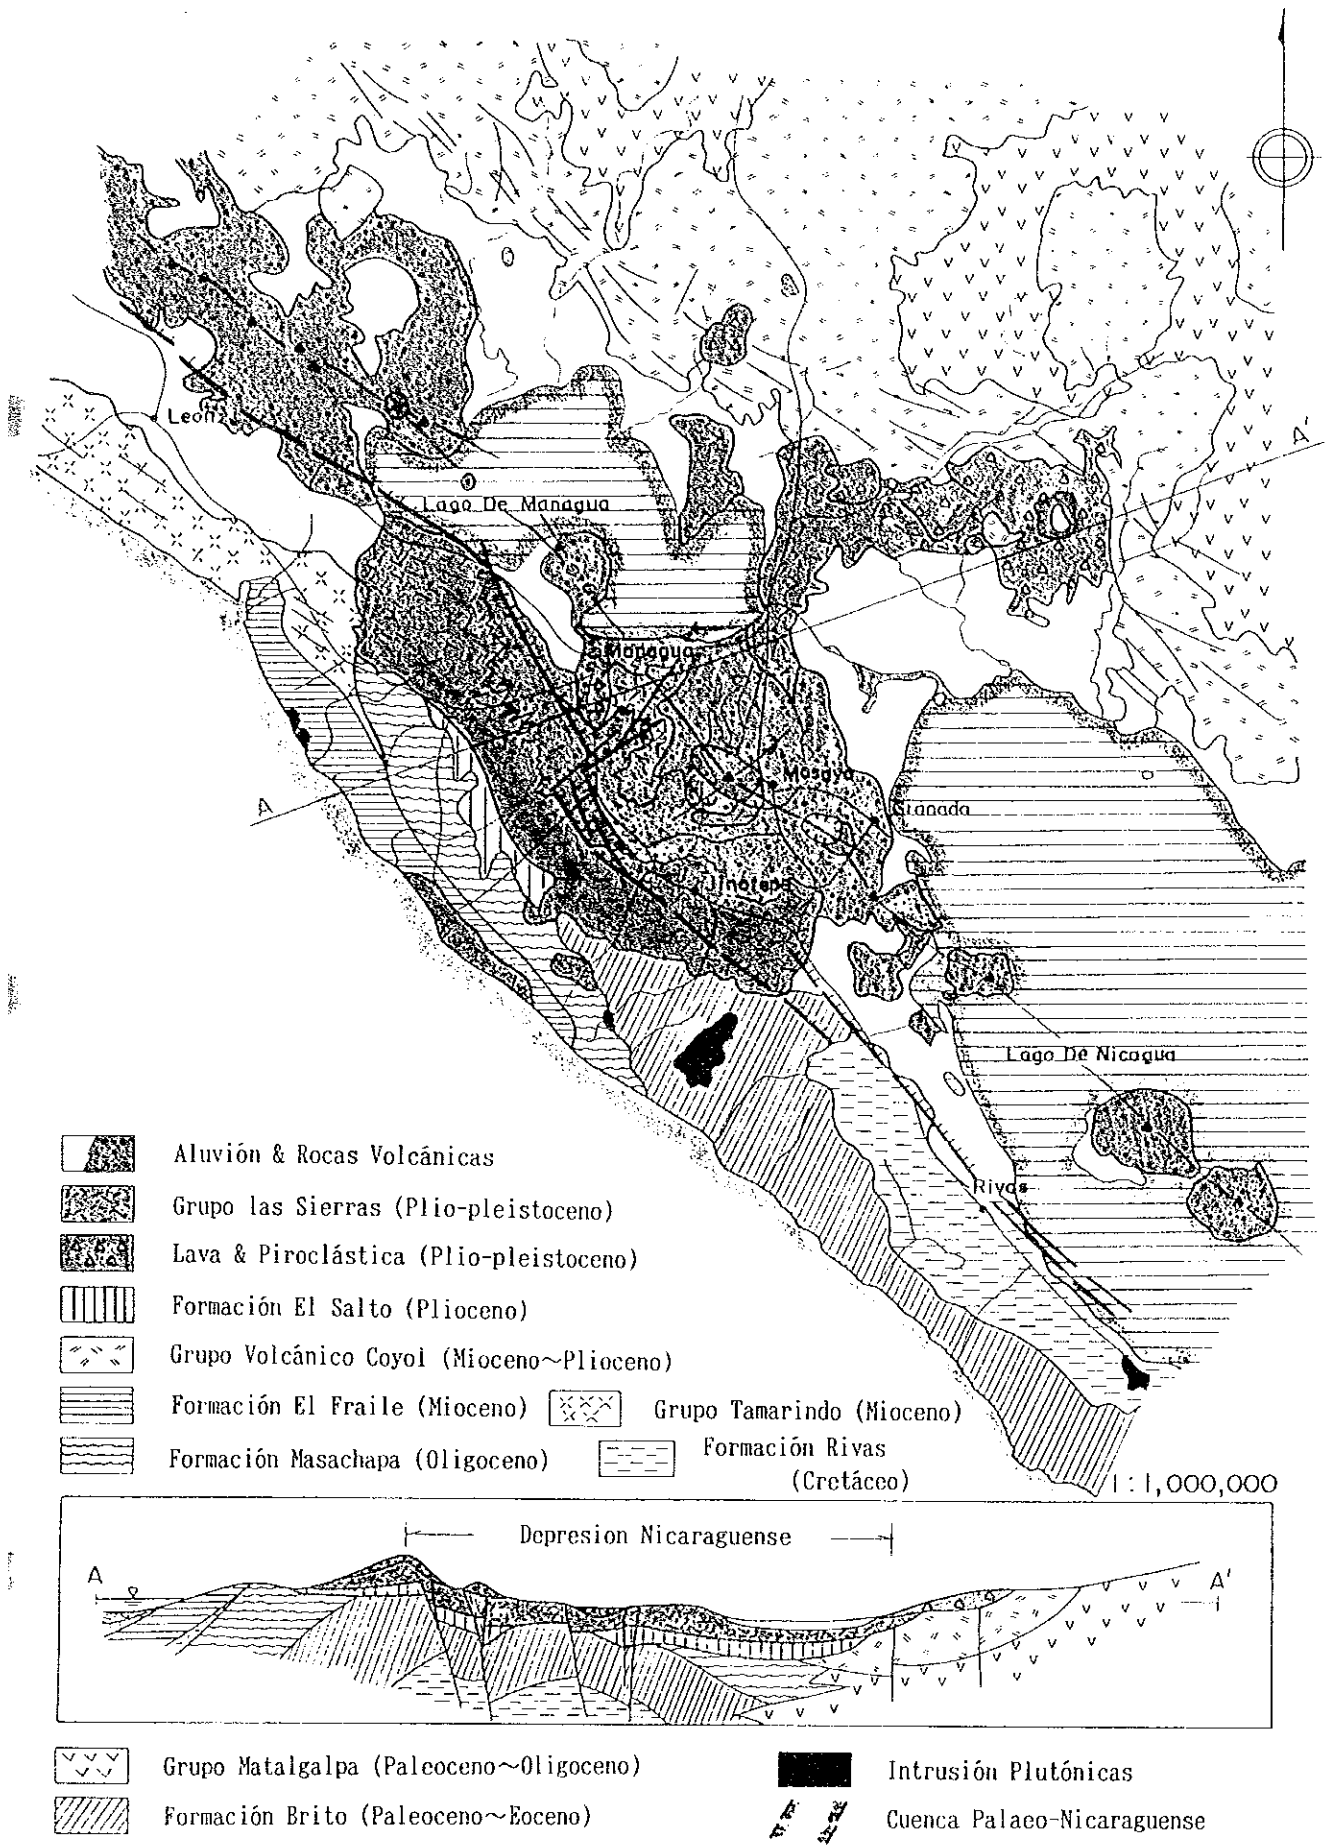 A'
León
Lago De Managua
Managua
A
Masaya
Granada
Jinotepe
Lago De Nicagua
Rivas
Aluvión & Rocas Volcánicas
Grupo las Sierras (Plio-pleistoceno)
Lava & Piroclástica (Plio-pleistoceno)
Formación El Salto (Plioceno)
Grupo Volcánico Coyol (Mioceno~Plioceno)
Formación El Fraile (Mioceno)
Grupo Tamarindo (Mioceno)
Formación Masachapa (Oligoceno)
Formación Rivas
(Cretáceo)
1:1,000,000
Depresion Nicaraguense
A
A'
Grupo Matalgalpa (Paleoceno~Oligoceno)
Intrusión Plutónicas
Formación Brito (Paleoceno~Eoceno)
Cuenca Palaeo-Nicaraguense